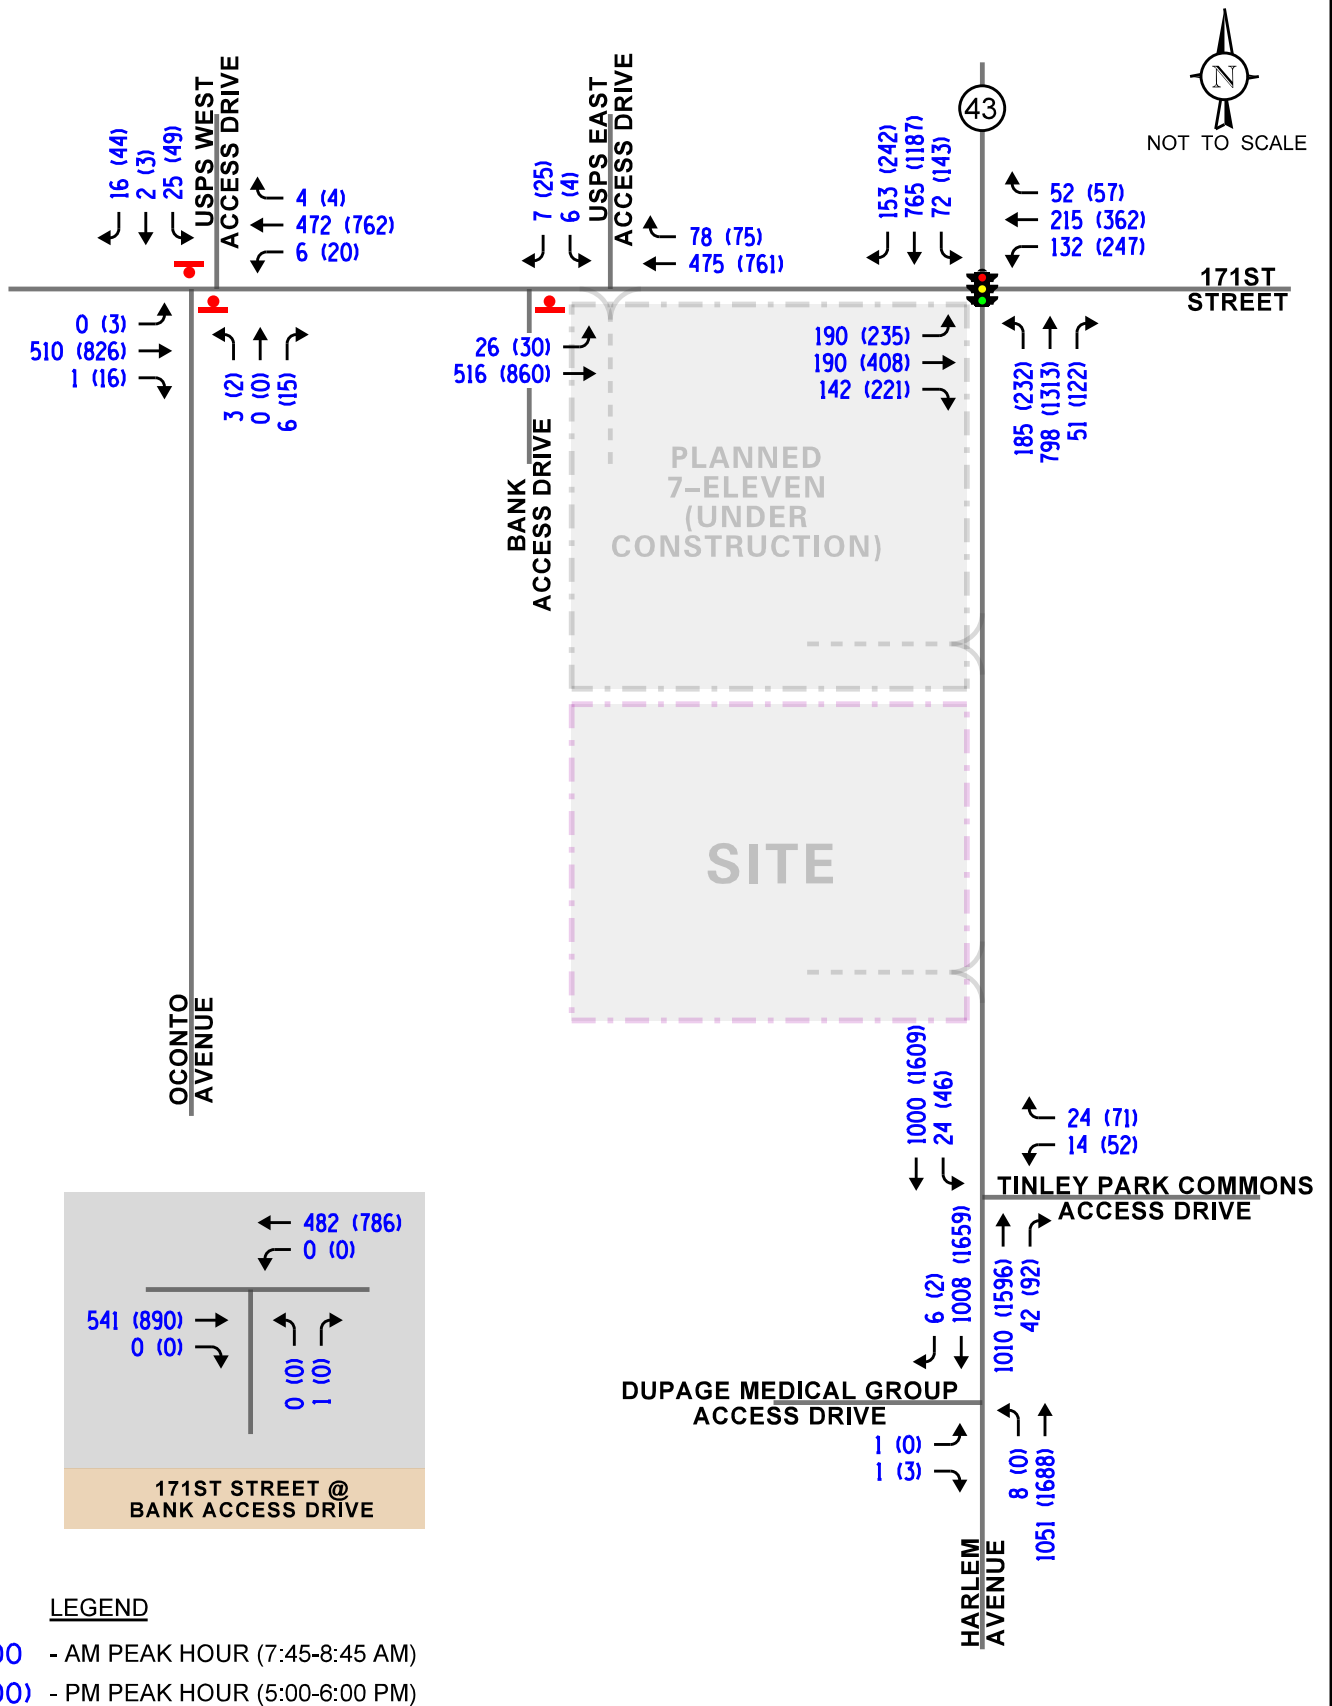 N
NOT TO SCALE
43
USPS WEST
ACCESS DRIVE
16 (44)
2 (3)
25 (49)
4 (4)
472 (762)
6 (20)
USPS EAST
ACCESS DRIVE
7 (25)
6 (4)
78 (75)
475 (761)
153 (242)
765 (1187)
72 (143)
52 (57)
215 (362)
132 (247)
171ST
STREET
0 (3)
510 (826)
1 (16)
3 (2)
0 (0)
6 (15)
26 (30)
516 (860)
BANK
ACCESS DRIVE
190 (235)
190 (408)
142 (221)
185 (232)
798 (1313)
51 (122)
PLANNED
7-ELEVEN
(UNDER
CONSTRUCTION)
SITE
OCONTO
AVENUE
1000 (1609)
24 (46)
24 (71)
14 (52)
TINLEY PARK COMMONS
ACCESS DRIVE
6 (2)
1008 (1659)
1010 (1596)
42 (92)
DUPAGE MEDICAL GROUP
ACCESS DRIVE
1 (0)
1 (3)
8 (0)
1051 (1688)
HARLEM
AVENUE
482 (786)
0 (0)
541 (890)
0 (0)
0 (0)
1 (0)
171ST STREET @
BANK ACCESS DRIVE
LEGEND
00 - AM PEAK HOUR (7:45-8:45 AM)
00) - PM PEAK HOUR (5:00-6:00 PM)